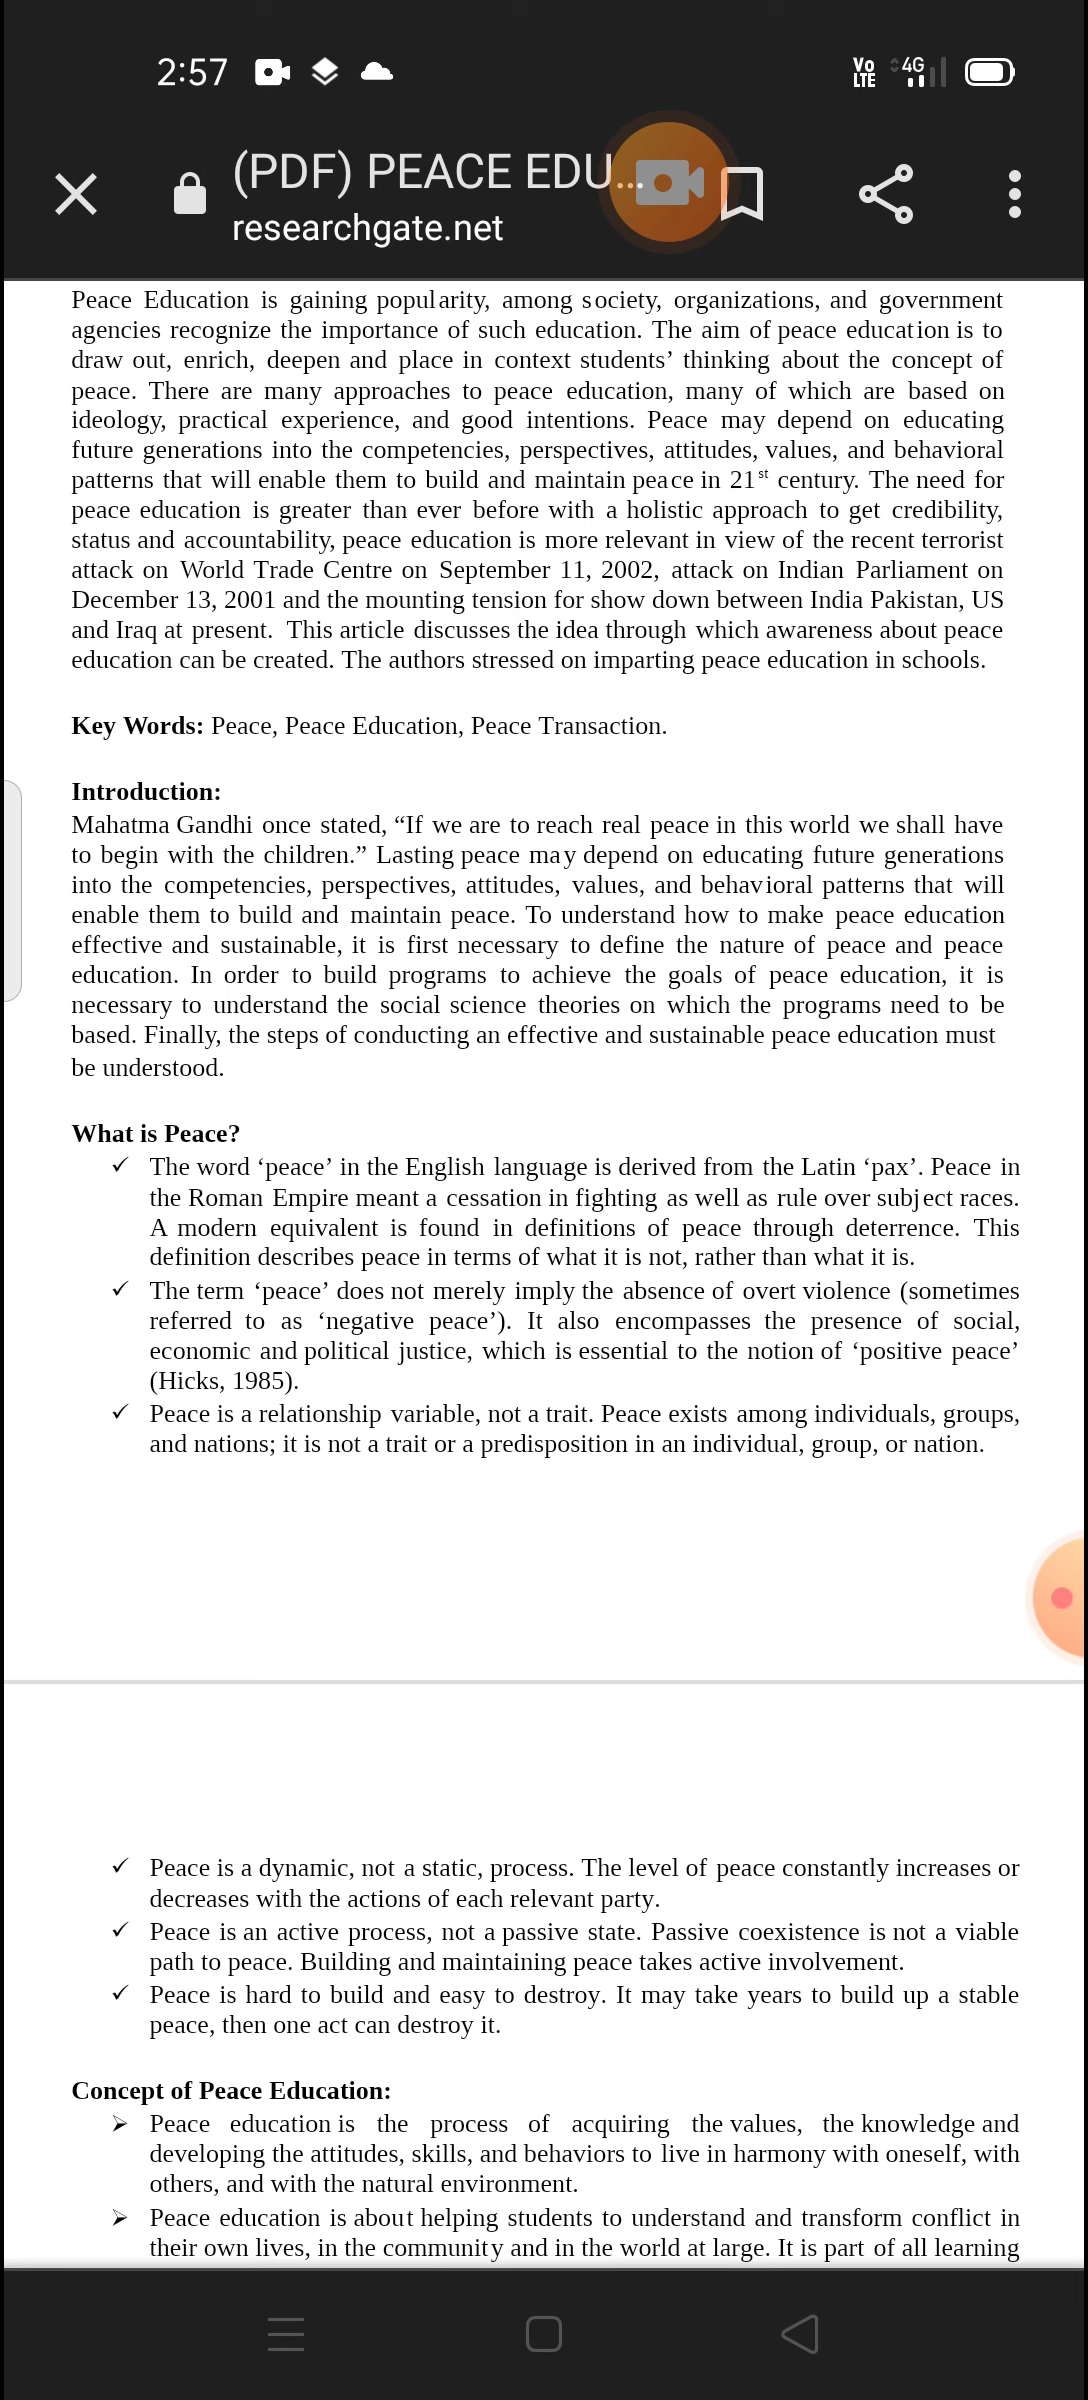 2:57
Vo
LTE
4G
(PDF) PEACE EDU...
researchgate.net
Peace Education is gaining popularity, among society, organizations, and government
agencies recognize the importance of such education. The aim of peace education is to
draw out, enrich, deepen and place in context students’ thinking about the concept of
peace. There are many approaches to peace education, many of which are based on
ideology, practical experience, and good intentions. Peace may depend on educating
future generations into the competencies, perspectives, attitudes, values, and behavioral
patterns that will enable them to build and maintain peace in 21st century. The need for
peace education is greater than ever before with a holistic approach to get credibility,
status and accountability, peace education is more relevant in view of the recent terrorist
attack on World Trade Centre on September 11, 2002, attack on Indian Parliament on
December 13, 2001 and the mounting tension for show down between India Pakistan, US
and Iraq at present. This article discusses the idea through which awareness about peace
education can be created. The authors stressed on imparting peace education in schools.
Key Words: Peace, Peace Education, Peace Transaction.
Introduction:
Mahatma Gandhi once stated, “If we are to reach real peace in this world we shall have
to begin with the children.” Lasting peace may depend on educating future generations
into the competencies, perspectives, attitudes, values, and behavioral patterns that will
enable them to build and maintain peace. To understand how to make peace education
effective and sustainable, it is first necessary to define the nature of peace and peace
education. In order to build programs to achieve the goals of peace education, it is
necessary to understand the social science theories on which the programs need to be
based. Finally, the steps of conducting an effective and sustainable peace education must
be understood.
What is Peace?
✓ The word ‘peace’ in the English language is derived from the Latin ‘pax’. Peace in
the Roman Empire meant a cessation in fighting as well as rule over subject races.
A modern equivalent is found in definitions of peace through deterrence. This
definition describes peace in terms of what it is not, rather than what it is.
✓ The term ‘peace’ does not merely imply the absence of overt violence (sometimes
referred to as ‘negative peace’). It also encompasses the presence of social,
economic and political justice, which is essential to the notion of ‘positive peace’
(Hicks, 1985).
✓ Peace is a relationship variable, not a trait. Peace exists among individuals, groups,
and nations; it is not a trait or a predisposition in an individual, group, or nation.
✓ Peace is a dynamic, not a static, process. The level of peace constantly increases or
decreases with the actions of each relevant party.
✓ Peace is an active process, not a passive state. Passive coexistence is not a viable
path to peace. Building and maintaining peace takes active involvement.
✓ Peace is hard to build and easy to destroy. It may take years to build up a stable
peace, then one act can destroy it.
Concept of Peace Education:
➢ Peace education is the process of acquiring the values, the knowledge and
developing the attitudes, skills, and behaviors to live in harmony with oneself, with
others, and with the natural environment.
➢ Peace education is about helping students to understand and transform conflict in
their own lives, in the community and in the world at large. It is part of all learning